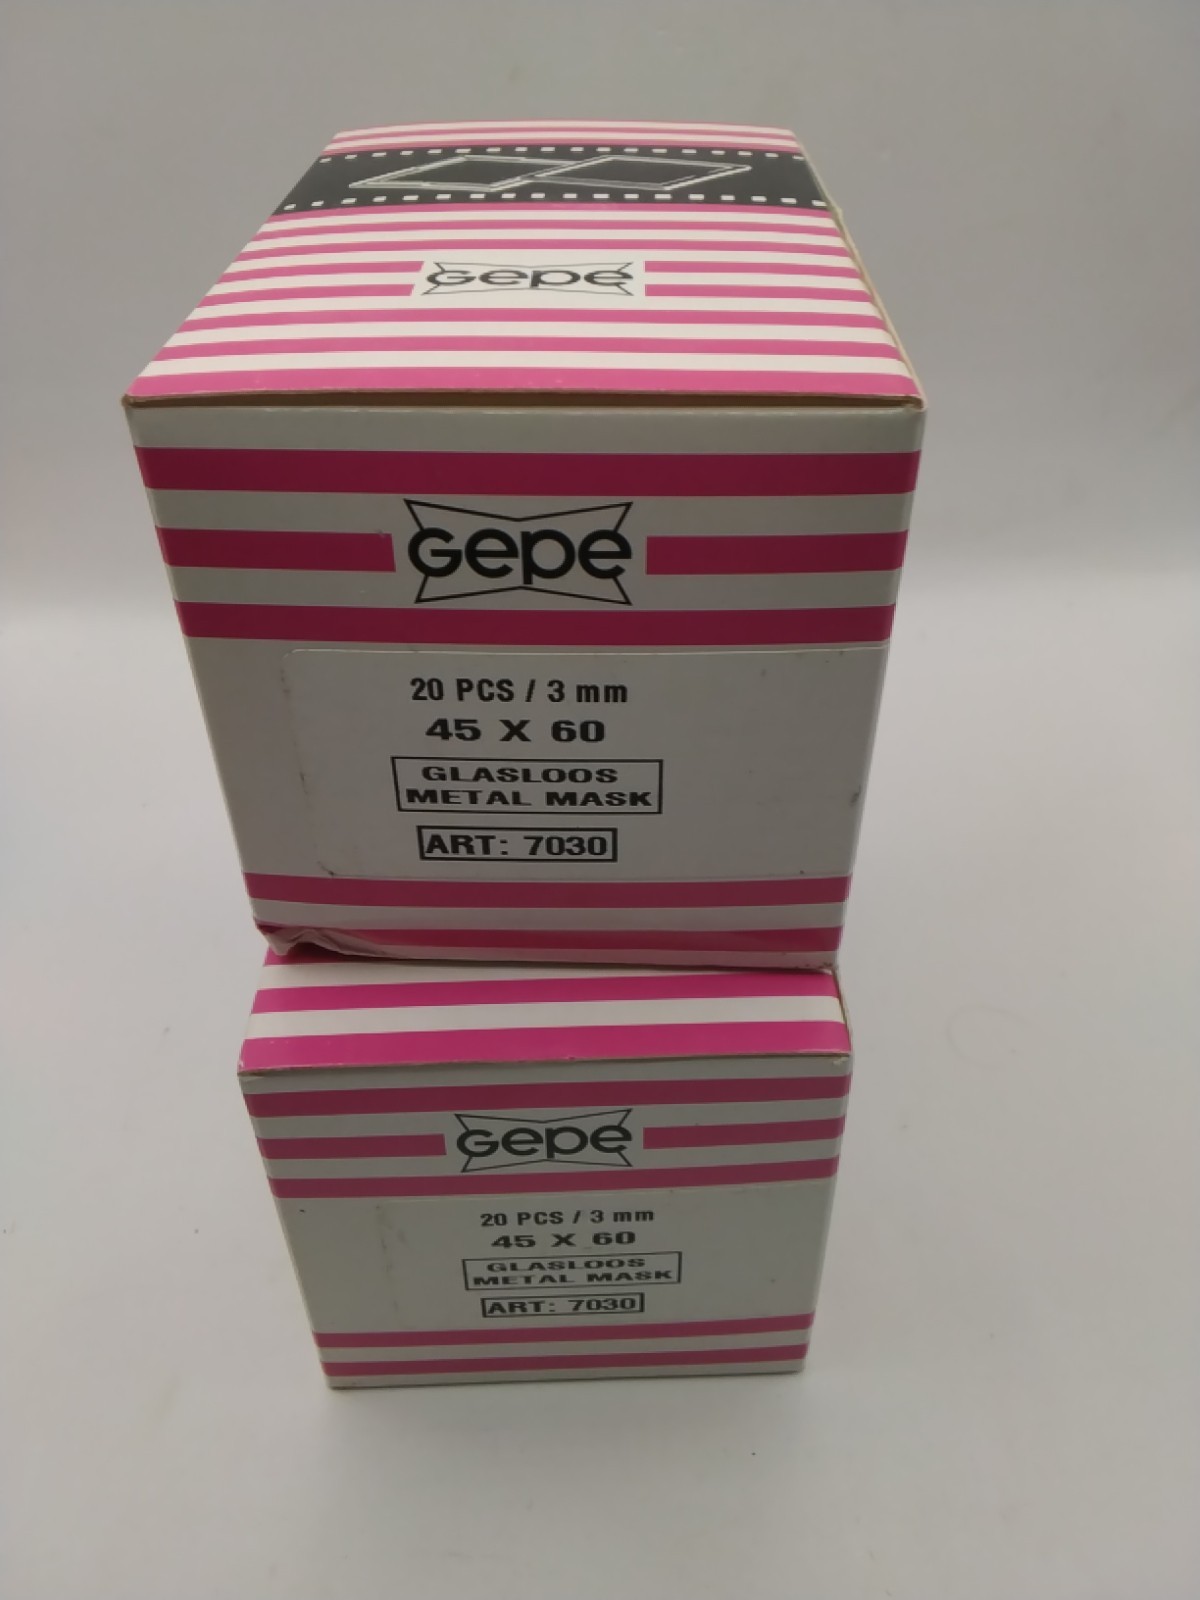 Gepe
Gepe
20 PCS / 3 mm
45 X 60
GLASLOOS
METAL MASK
ART: 7030
Gepe
20 PCS / 3 mm
45 X 60
GLASLOOS
METAL MASK
ART: 7030